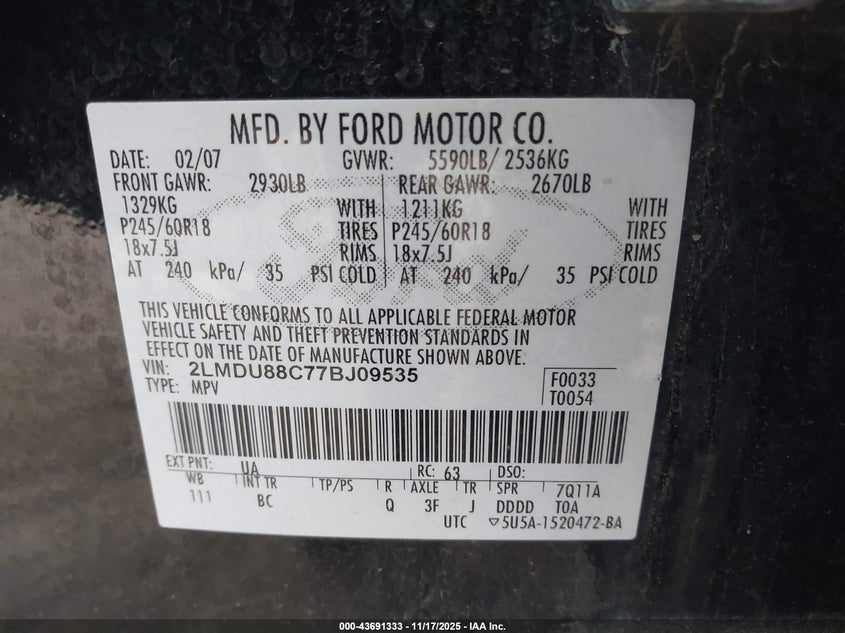 MFD. BY FORD MOTOR CO.
DATE: 02/07 GVWR: 5590LB/ 2536KG
FRONT GAWR: 2930LB REAR GAWR: 2670LB
1329KG WITH 1211KG WITH
P245/60R18 TIRES P245/60R18 TIRES
18x7.5J RIMS 18x7.5J RIMS
AT 240 kPa/ 35 PSI COLD AT 240 kPa/ 35 PSI COLD
THIS VEHICLE CONFORMS TO ALL APPLICABLE FEDERAL MOTOR
VEHICLE SAFETY AND THEFT PREVENTION STANDARDS IN
EFFECT ON THE DATE OF MANUFACTURE SHOWN ABOVE.
VIN: 2LMDU88C77BJ09535 F0033
TYPE: MPV T0054
EXT PNT: UA RC: 63 DSO:
WB INT TR TP/PS R AXLE TR SPR 7Q11A
111 BC Q 3F J DDDD TOA
UTC ▽5U5A-1520472-BA
000-43691333 - 11/17/2025 - IAA Inc.